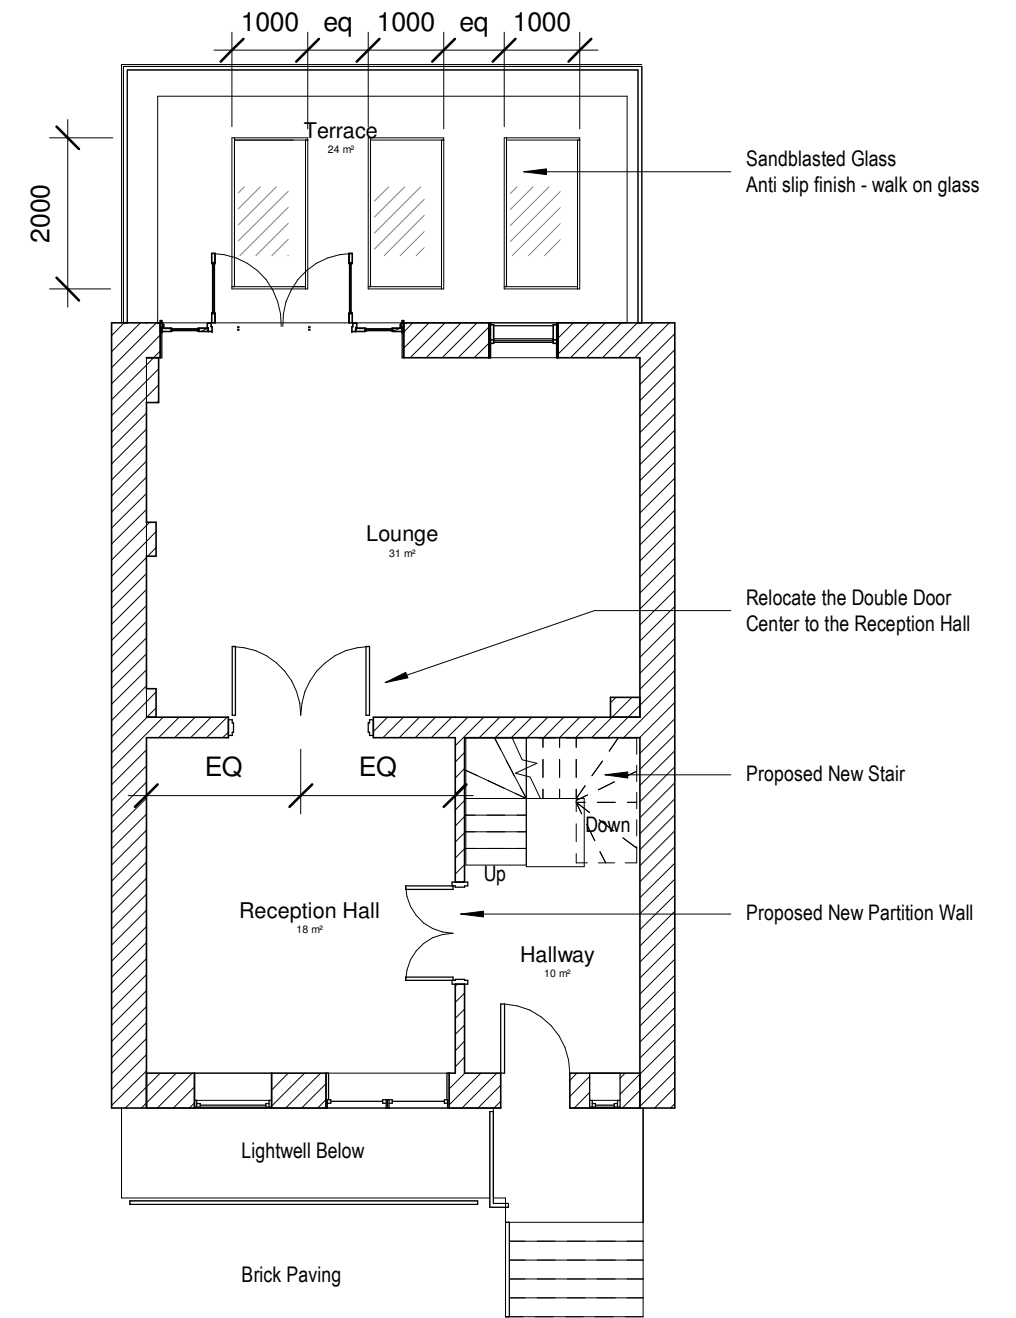 1000 eq 1000 eq 1000
Terrace
24 m²
2000
Sandblasted Glass
Anti slip finish - walk on glass
Lounge
31 m²
Relocate the Double Door
Center to the Reception Hall
EQ EQ
Proposed New Stair
Down
Up
Reception Hall
18 m²
Proposed New Partition Wall
Hallway
10 m²
Lightwell Below
Brick Paving